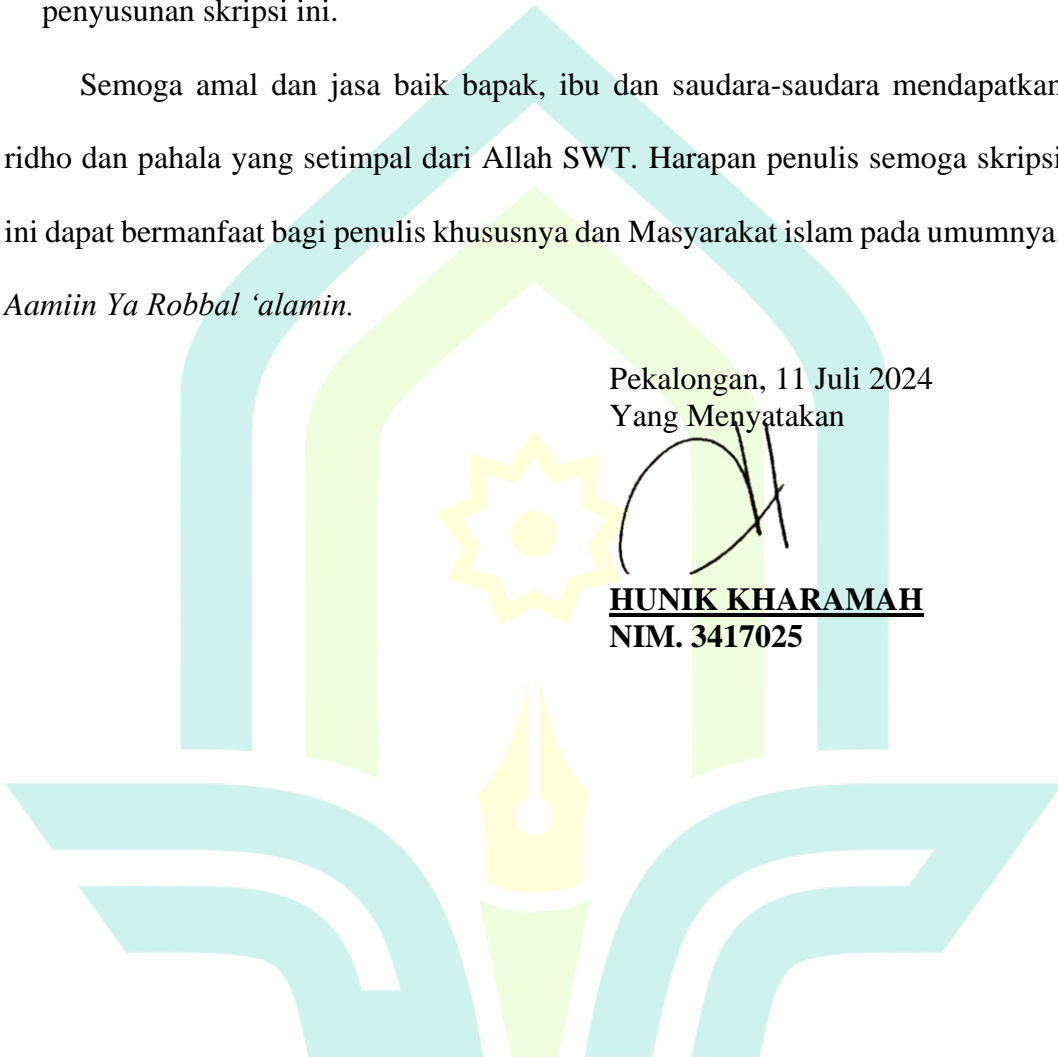 penyusunan skripsi ini.
Semoga amal dan jasa baik bapak, ibu dan saudara-saudara mendapatkan
ridho dan pahala yang setimpal dari Allah SWT. Harapan penulis semoga skripsi
ini dapat bermanfaat bagi penulis khususnya dan Masyarakat islam pada umumnya.
Aamiin Ya Robbal ‘alamin.
Pekalongan, 11 Juli 2024
Yang Menyatakan
HUNIK KHARAMAH
NIM. 3417025